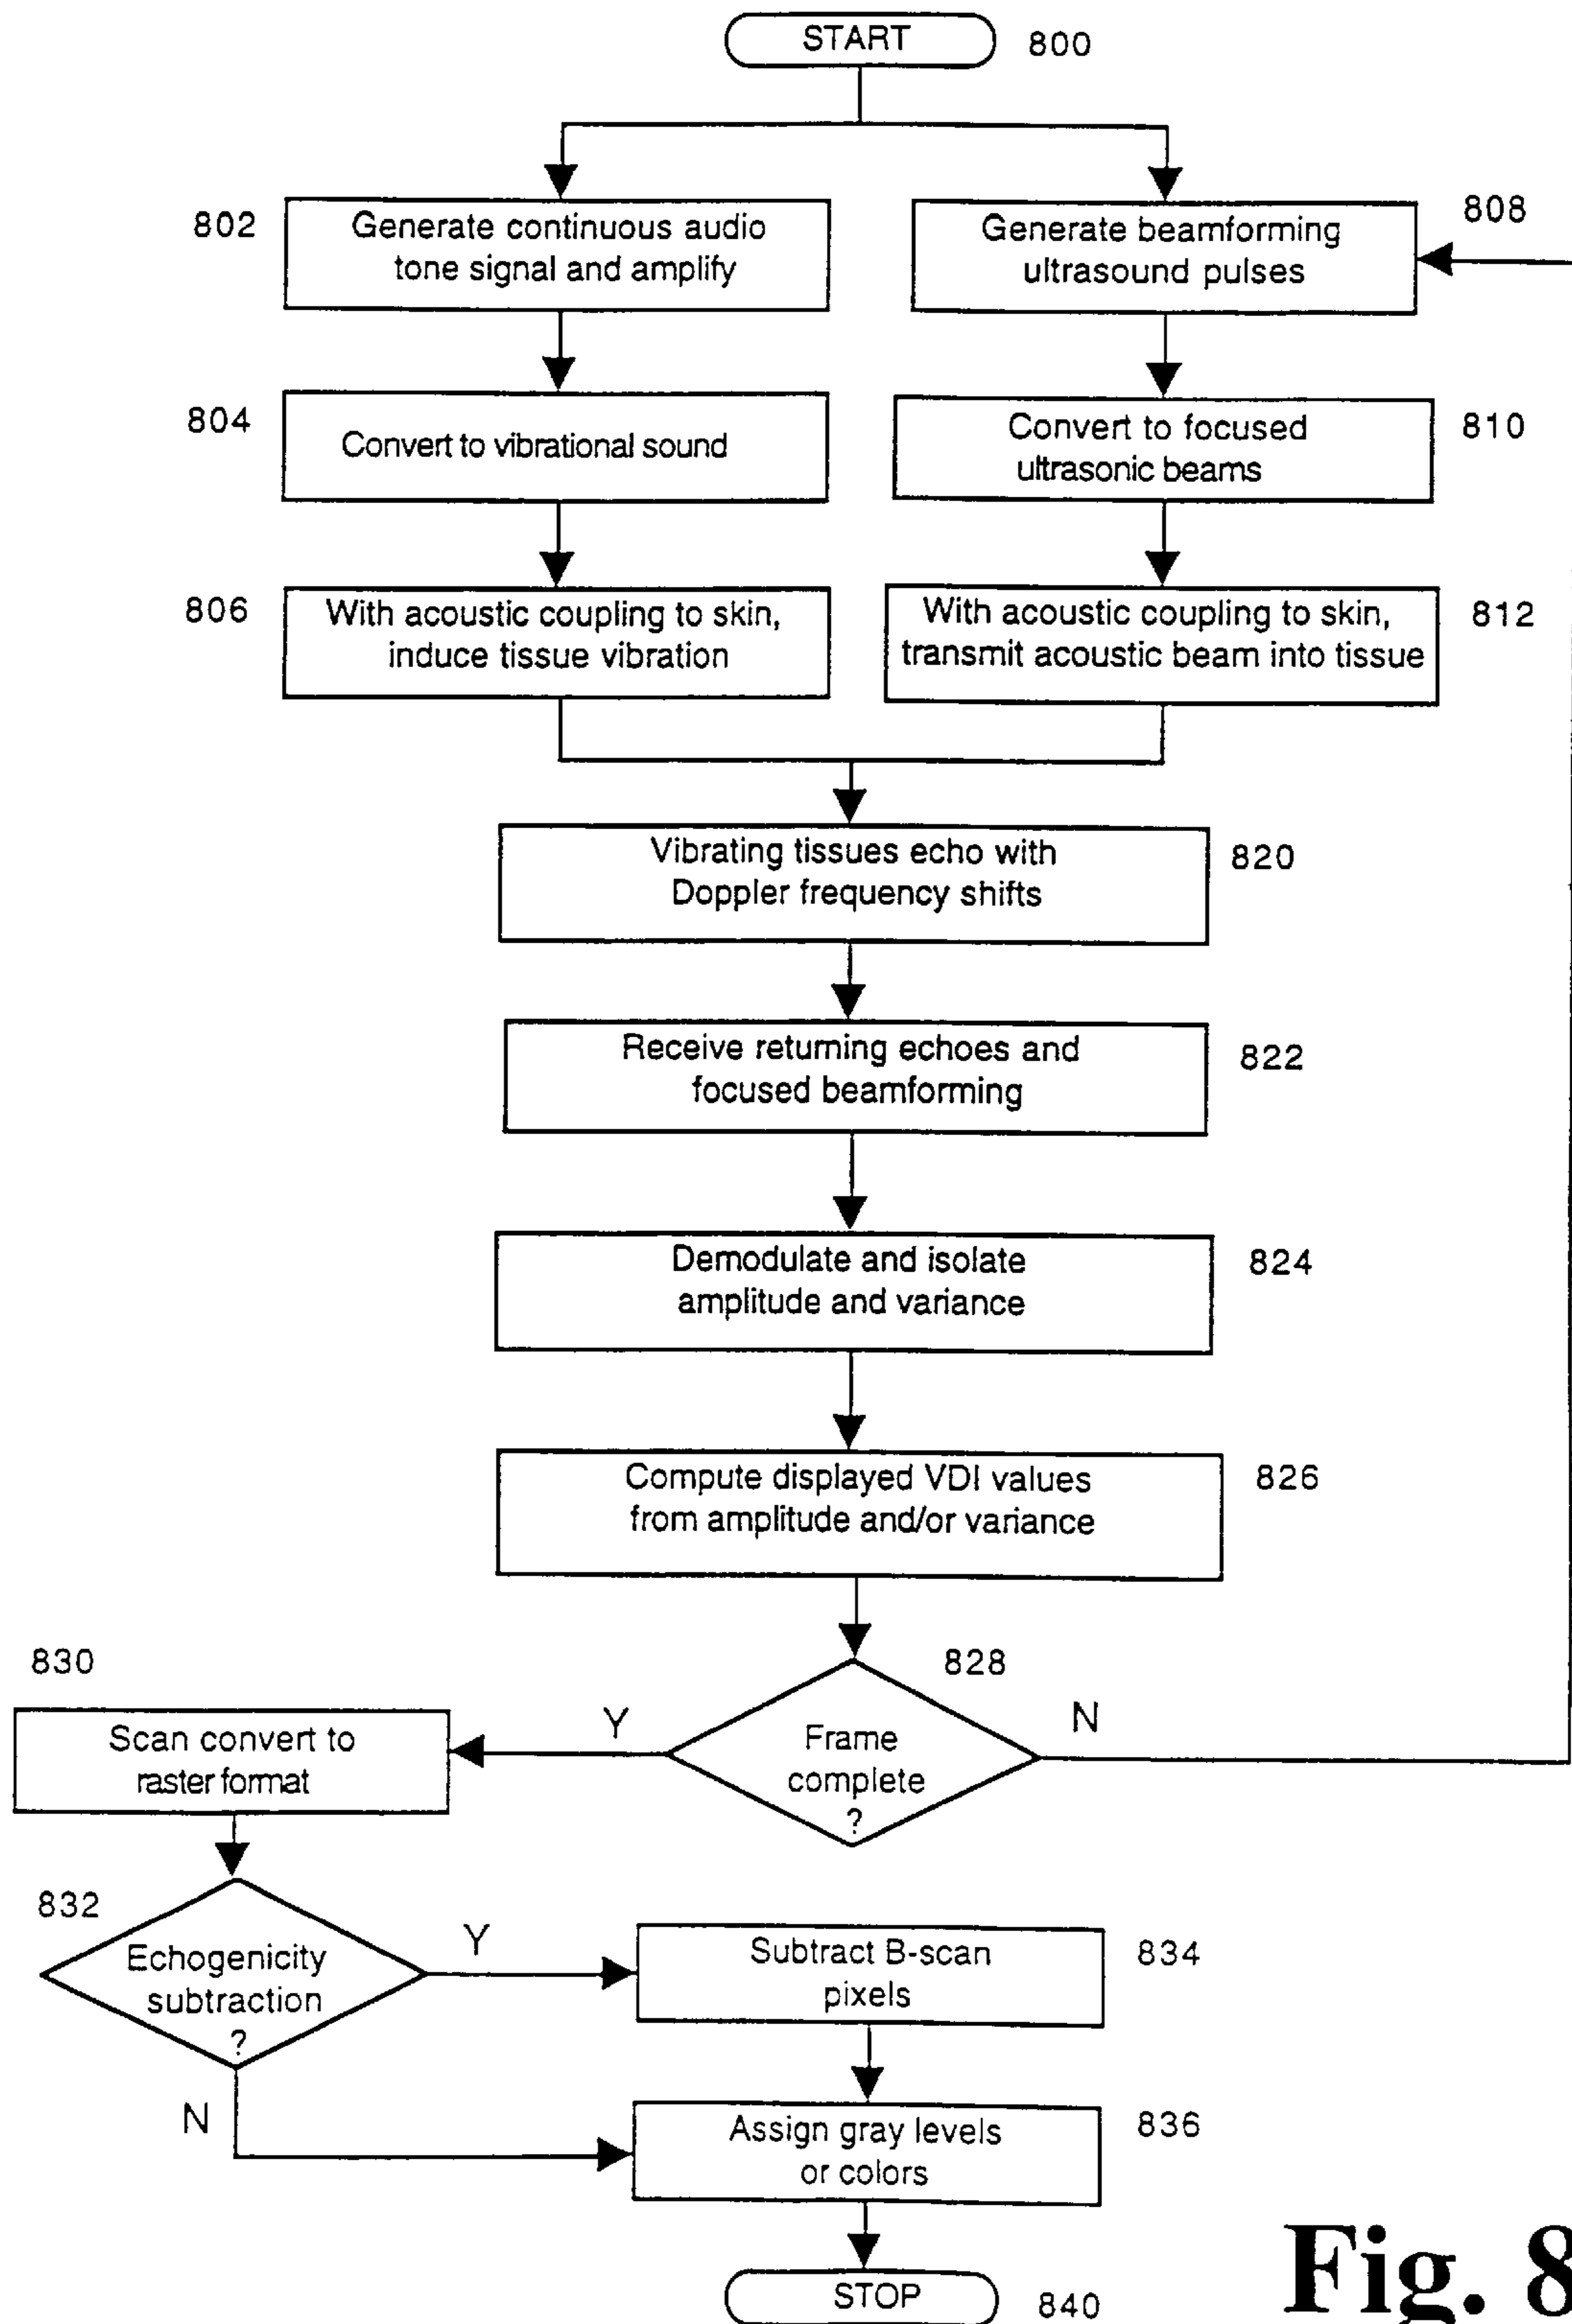 START 800
802 Generate continuous audio
tone signal and amplify
Generate beamforming
ultrasound pulses 808
804 Convert to vibrational sound
Convert to focused
ultrasonic beams 810
806 With acoustic coupling to skin,
induce tissue vibration
With acoustic coupling to skin,
transmit acoustic beam into tissue 812
Vibrating tissues echo with
Doppler frequency shifts 820
Receive returning echoes and
focused beamforming 822
Demodulate and isolate
amplitude and variance 824
Compute displayed VDI values
from amplitude and/or variance 826
828
Frame
complete
?
Y
N
830
Scan convert to
raster format
832
Echogenicity
subtraction
?
Y
N
Subtract B-scan
pixels 834
Assign gray levels
or colors 836
STOP 840
Fig. 8